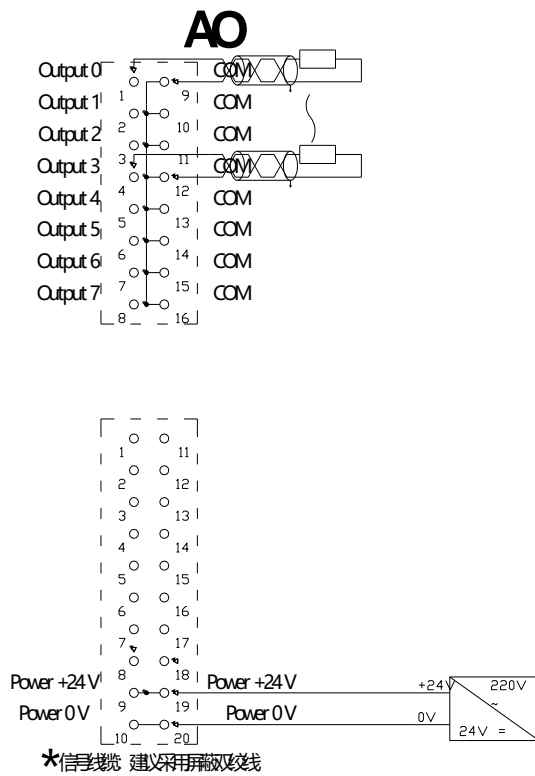 AO
Output 0 COM
1 9
Output 1 COM
2 10
Output 2 COM
3 11
Output 3 COM
4 12
Output 4 COM
5 13
Output 5 COM
6 14
Output 6 COM
7 15
Output 7 COM
8 16
1 11
2 12
3 13
4 14
5 15
6 16
7 17
8 18
Power +24V Power +24V +24V 220V
9 19
~
Power 0V Power 0V 0V
24V =
10 20
*信号线缆: 建议采用屏蔽双绞线